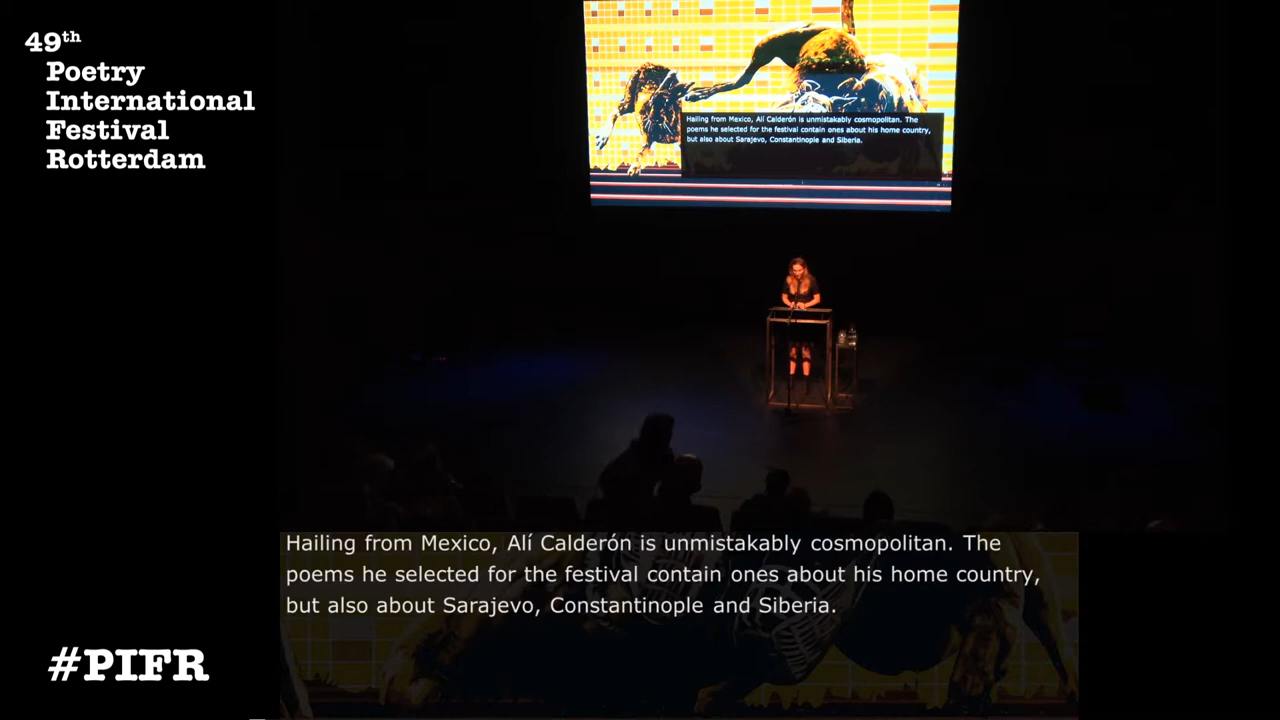 49th
Poetry
International
Festival
Rotterdam
Hailing from Mexico, Alí Calderón is unmistakably cosmopolitan. The
poems he selected for the festival contain ones about his home country,
but also about Sarajevo, Constantinople and Siberia.
Hailing from Mexico, Alí Calderón is unmistakably cosmopolitan. The
poems he selected for the festival contain ones about his home country,
but also about Sarajevo, Constantinople and Siberia.
#PIFR